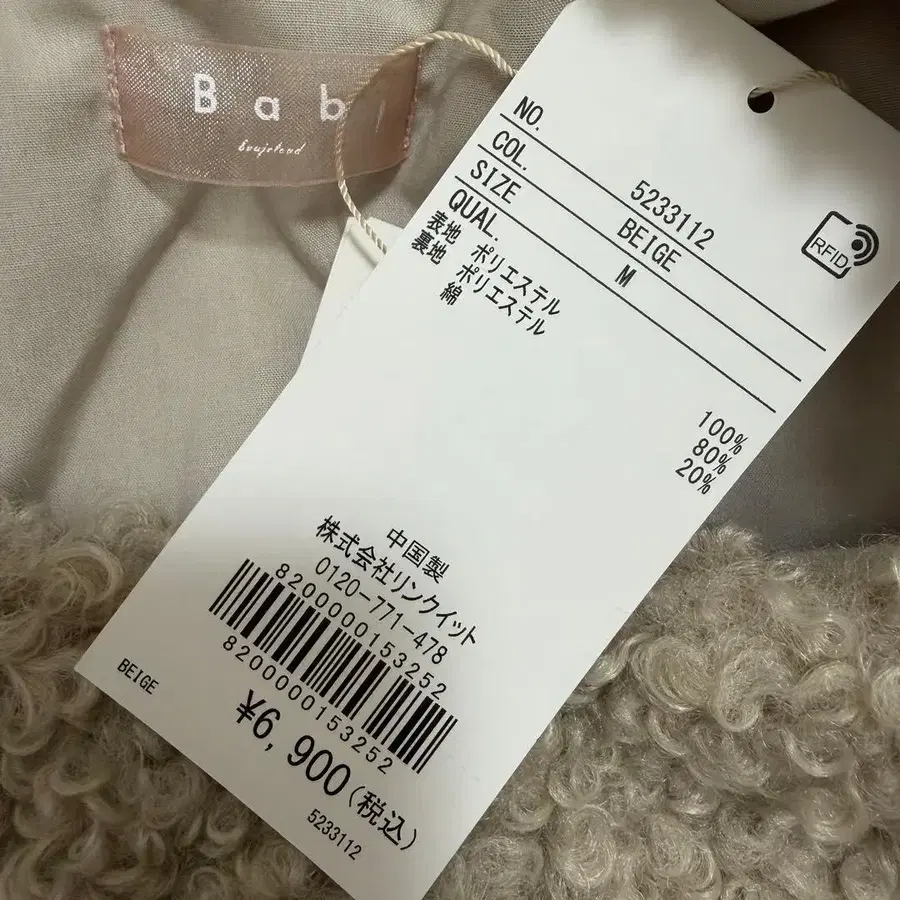 Bab
NO. 5233112
COL. BEIGE
SIZE M
QUAL.
表地 ポリエステル 100%
裏地 ポリエステル 80%
綿 20%
RFID
中国製
株式会社リンクイット
0120-771-478
8200000153252
8200000153252
¥6,900(税込)
5233112
BEIGE